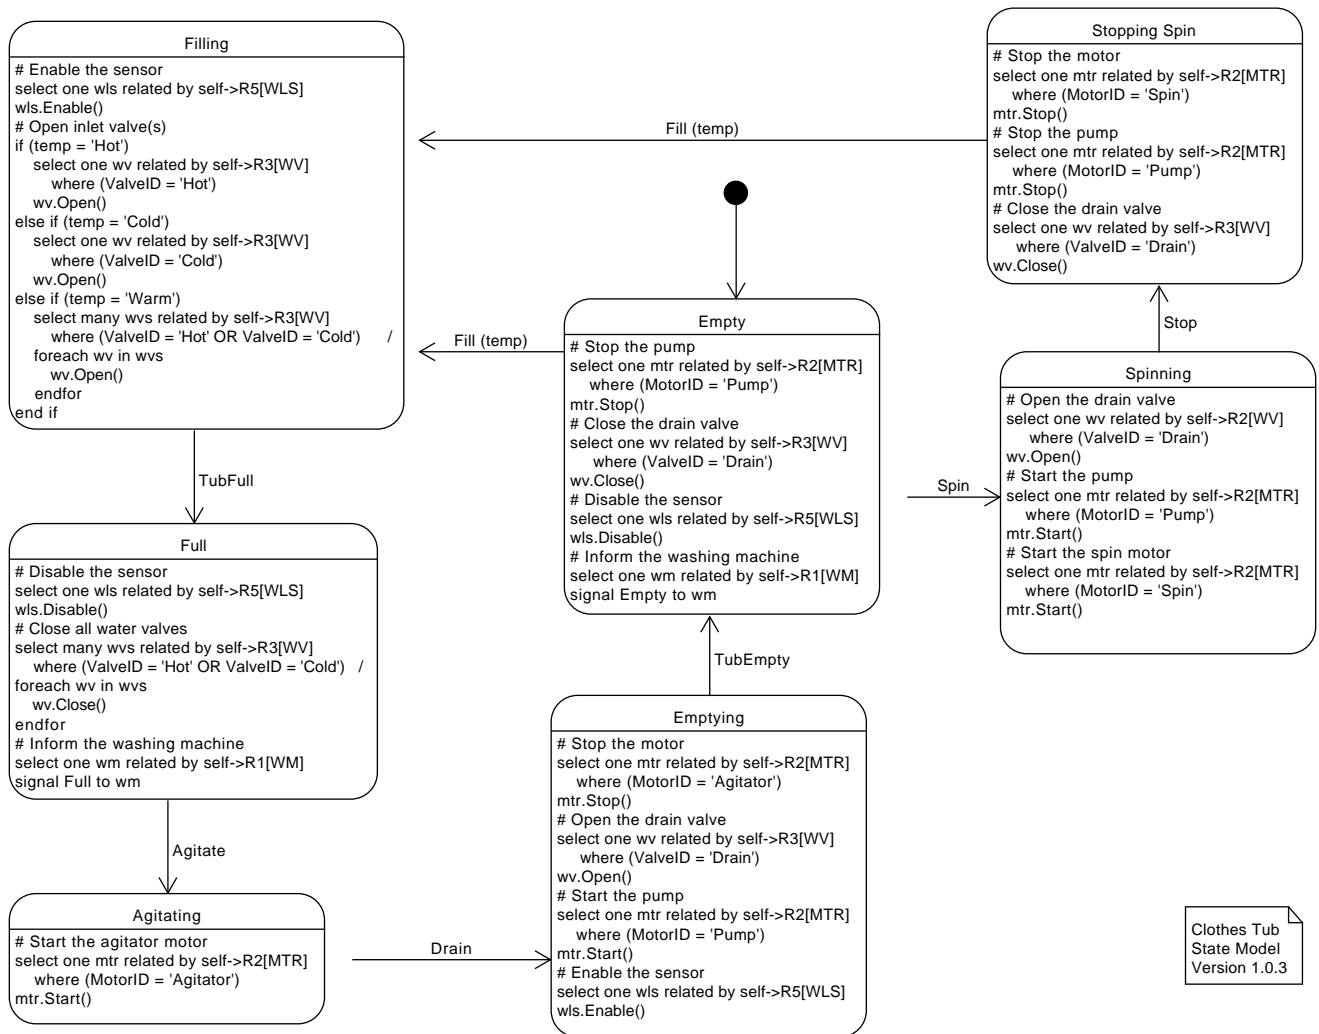 Filling
# Enable the sensor
select one wls related by self->R5[WLS]
wls.Enable()
# Open inlet valve(s)
if (temp = 'Hot')
select one wv related by self->R3[WV]
where (ValveID = 'Hot')
wv.Open()
else if (temp = 'Cold')
select one wv related by self->R3[WV]
where (ValveID = 'Cold')
wv.Open()
else if (temp = 'Warm')
select many wvs related by self->R3[WV]
where (ValveID = 'Hot' OR ValveID = 'Cold') /
foreach wv in wvs
wv.Open()
endfor
end if
Fill (temp)
Stopping Spin
# Stop the motor
select one mtr related by self->R2[MTR]
where (MotorID = 'Spin')
mtr.Stop()
# Stop the pump
select one mtr related by self->R2[MTR]
where (MotorID = 'Pump')
mtr.Stop()
# Close the drain valve
select one wv related by self->R3[WV]
where (ValveID = 'Drain')
wv.Close()
Fill (temp)
Empty
# Stop the pump
select one mtr related by self->R2[MTR]
where (MotorID = 'Pump')
mtr.Stop()
# Close the drain valve
select one wv related by self->R3[WV]
where (ValveID = 'Drain')
wv.Close()
# Disable the sensor
select one wls related by self->R5[WLS]
wls.Disable()
# Inform the washing machine
select one wm related by self->R1[WM]
signal Empty to wm
Stop
Spin
Spinning
# Open the drain valve
select one wv related by self->R2[WV]
where (ValveID = 'Drain')
wv.Open()
# Start the pump
select one mtr related by self->R2[MTR]
where (MotorID = 'Pump')
mtr.Start()
# Start the spin motor
select one mtr related by self->R2[MTR]
where (MotorID = 'Spin')
mtr.Start()
TubFull
Full
# Disable the sensor
select one wls related by self->R5[WLS]
wls.Disable()
# Close all water valves
select many wvs related by self->R3[WV]
where (ValveID = 'Hot' OR ValveID = 'Cold') /
foreach wv in wvs
wv.Close()
endfor
# Inform the washing machine
select one wm related by self->R1[WM]
signal Full to wm
TubEmpty
Emptying
# Stop the motor
select one mtr related by self->R2[MTR]
where (MotorID = 'Agitator')
mtr.Stop()
# Open the drain valve
select one wv related by self->R3[WV]
where (ValveID = 'Drain')
wv.Open()
# Start the pump
select one mtr related by self->R2[MTR]
where (MotorID = 'Pump')
mtr.Start()
# Enable the sensor
select one wls related by self->R5[WLS]
wls.Enable()
Agitate
Agitating
# Start the agitator motor
select one mtr related by self->R2[MTR]
where (MotorID = 'Agitator')
mtr.Start()
Drain
Clothes Tub
State Model
Version 1.0.3